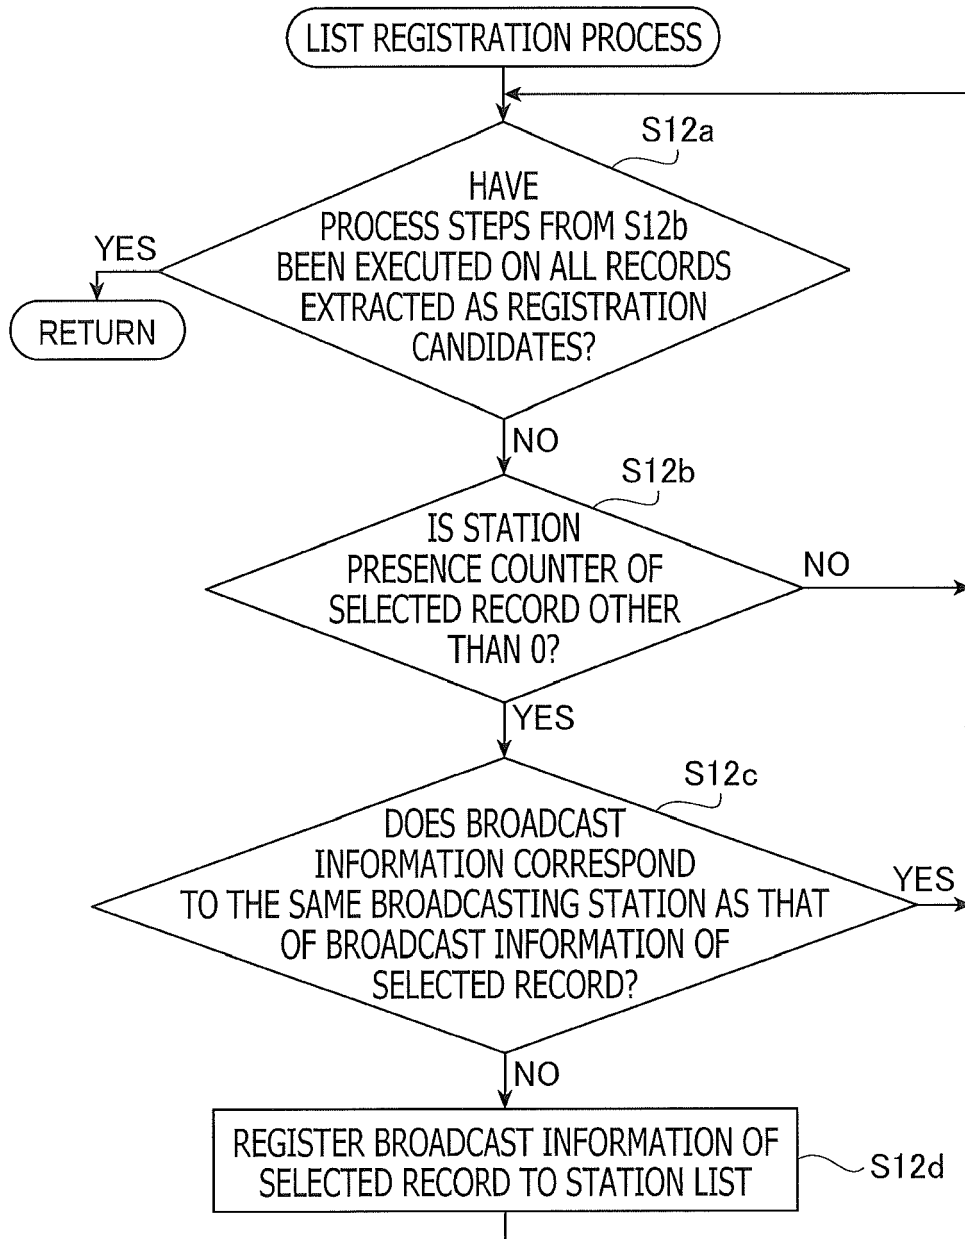 LIST REGISTRATION PROCESS
S12a
HAVE
PROCESS STEPS FROM S12b
BEEN EXECUTED ON ALL RECORDS
EXTRACTED AS REGISTRATION
CANDIDATES?
YES
RETURN
NO
S12b
IS STATION
PRESENCE COUNTER OF
SELECTED RECORD OTHER
THAN 0?
NO
YES
S12c
DOES BROADCAST
INFORMATION CORRESPOND
TO THE SAME BROADCASTING STATION AS THAT
OF BROADCAST INFORMATION OF
SELECTED RECORD?
YES
NO
REGISTER BROADCAST INFORMATION OF
SELECTED RECORD TO STATION LIST
S12d